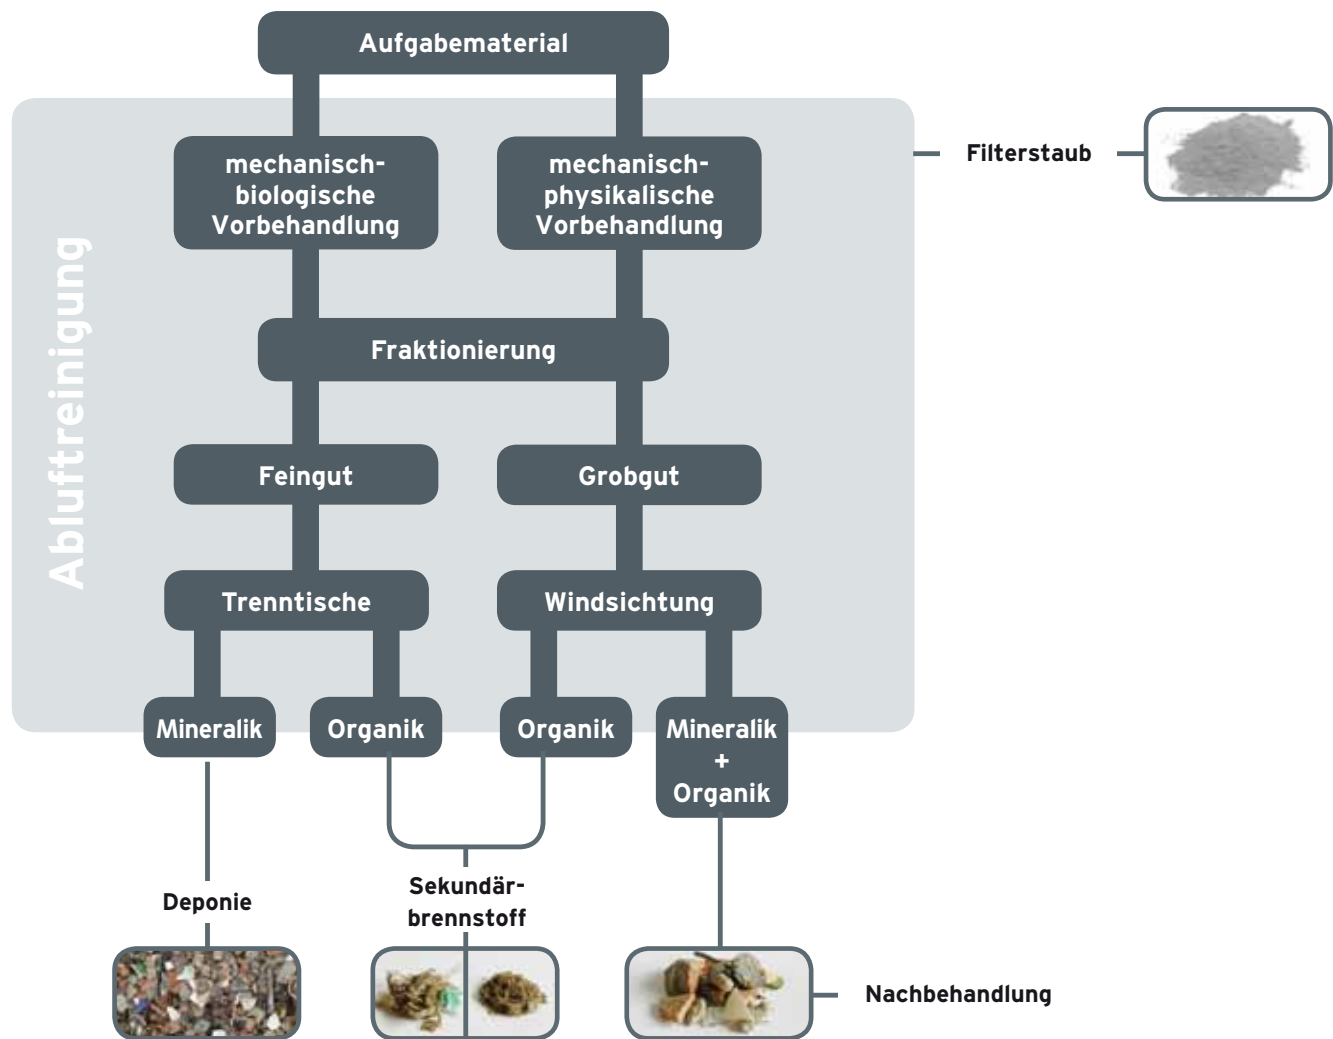 Aufgabematerial
mechanisch-
biologische
Vorbehandlung
mechanisch-
physikalische
Vorbehandlung
Filterstaub
Abluftreinigung
Fraktionierung
Feingut
Grobgut
Trenntische
Windsichtung
Mineralik
Organik
Organik
Mineralik
+
Organik
Deponie
Sekundär-
brennstoff
Nachbehandlung